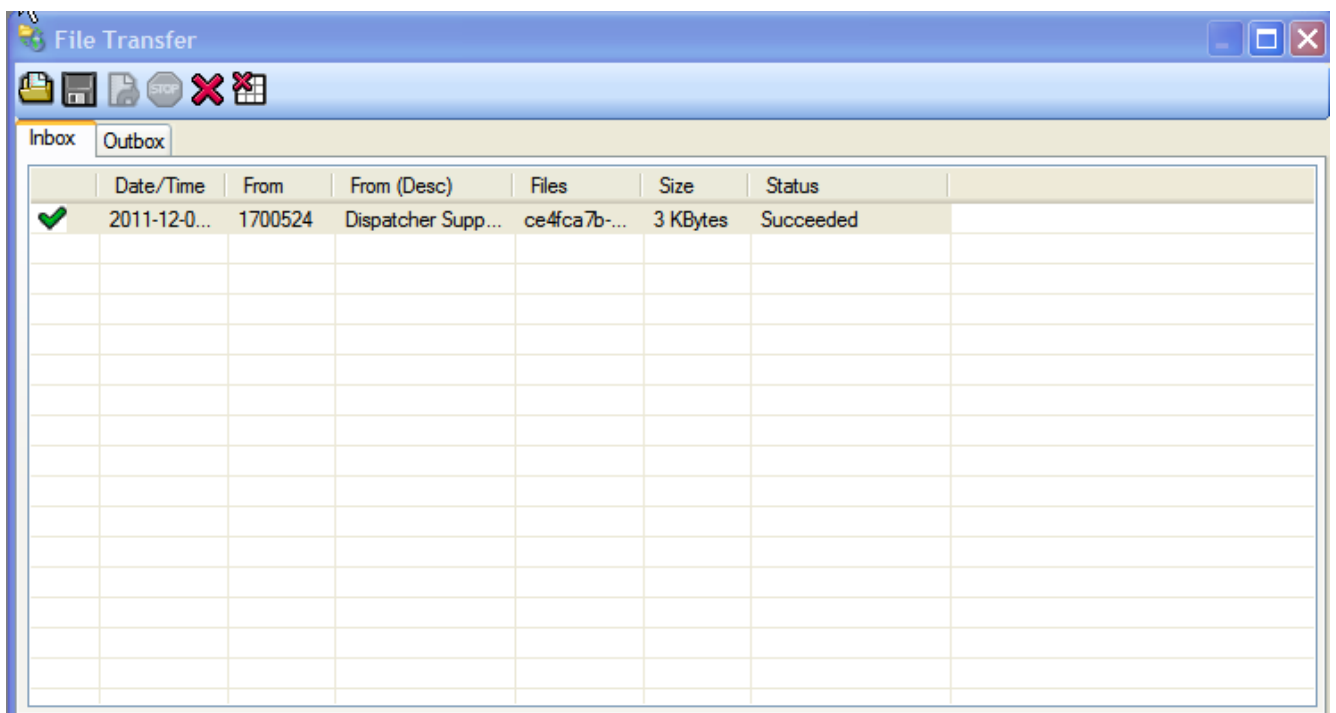 File Transfer
STOP
Inbox Outbox
Date/Time From From (Desc) Files Size Status
2011-12-0... 1700524 Dispatcher Supp... ce4fca7b-... 3 KBytes Succeeded